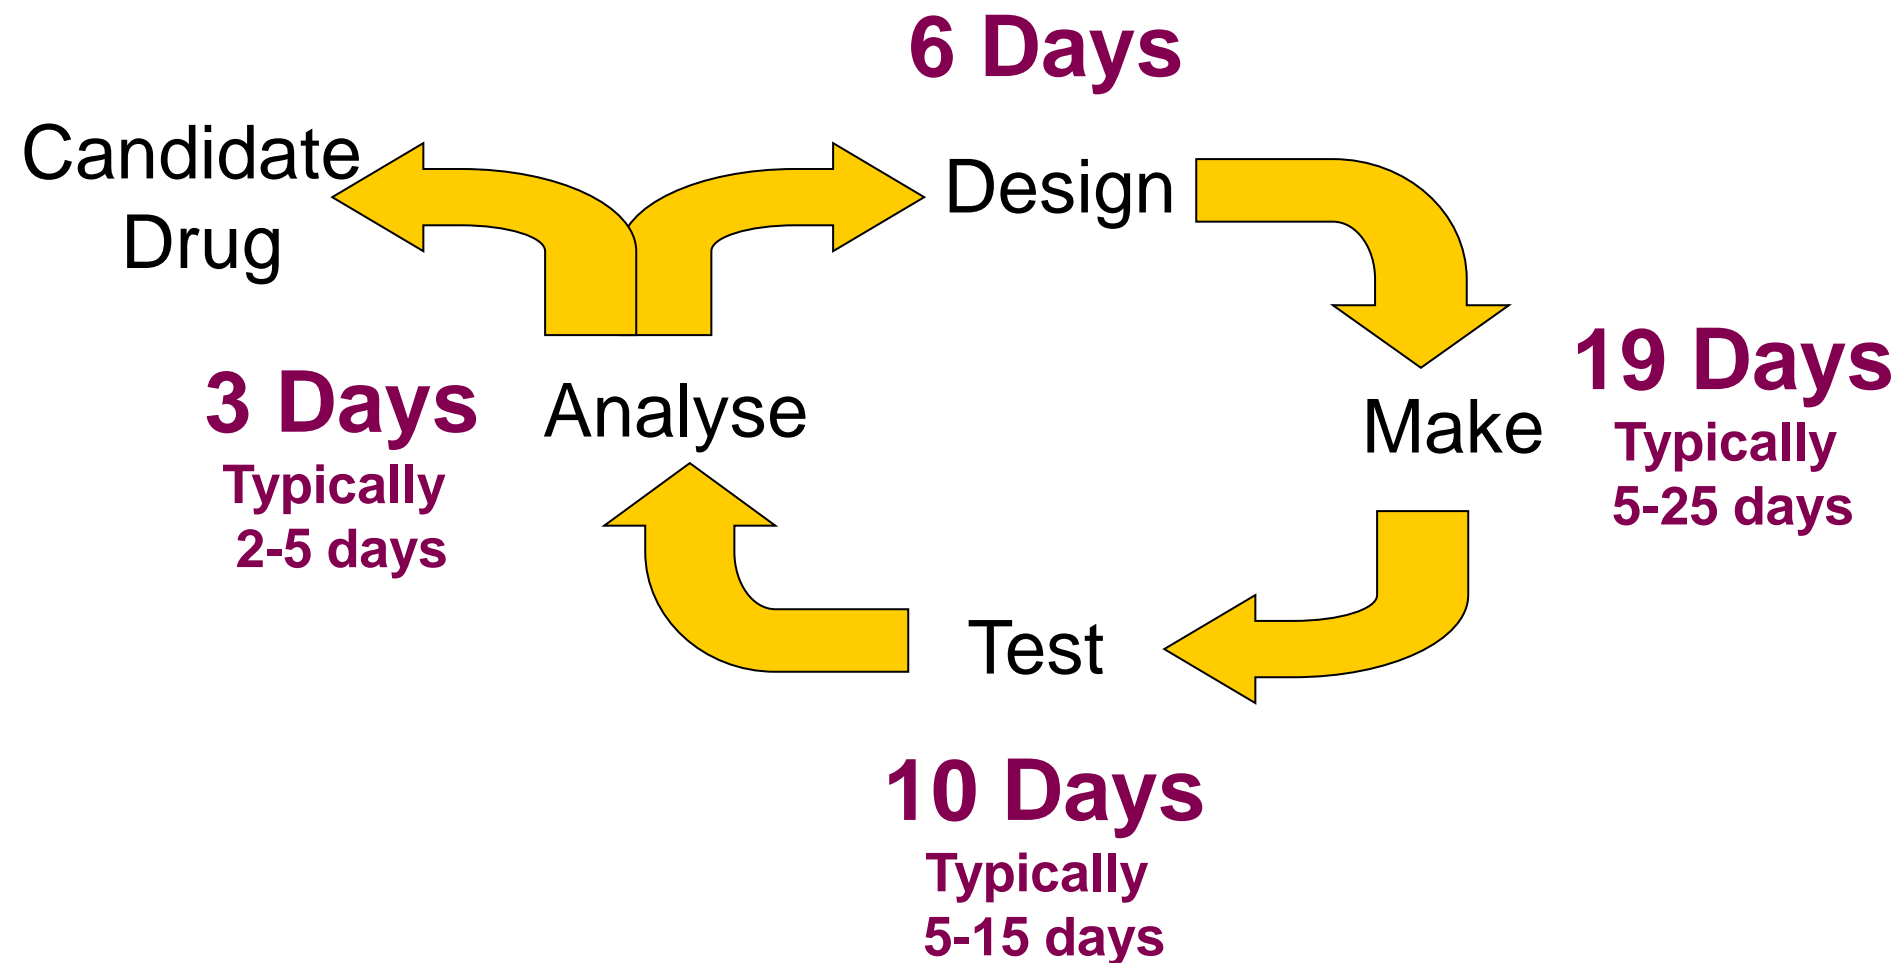 6 Days
Candidate
Drug
Design
19 Days
Typically
5-25 days
Make
3 Days
Typically
2-5 days
Analyse
Test
10 Days
Typically
5-15 days